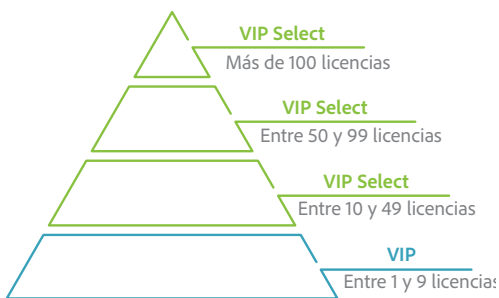 VIP Select
Más de 100 licencias
VIP Select
Entre 50 y 99 licencias
VIP Select
Entre 10 y 49 licencias
VIP
Entre 1 y 9 licencias